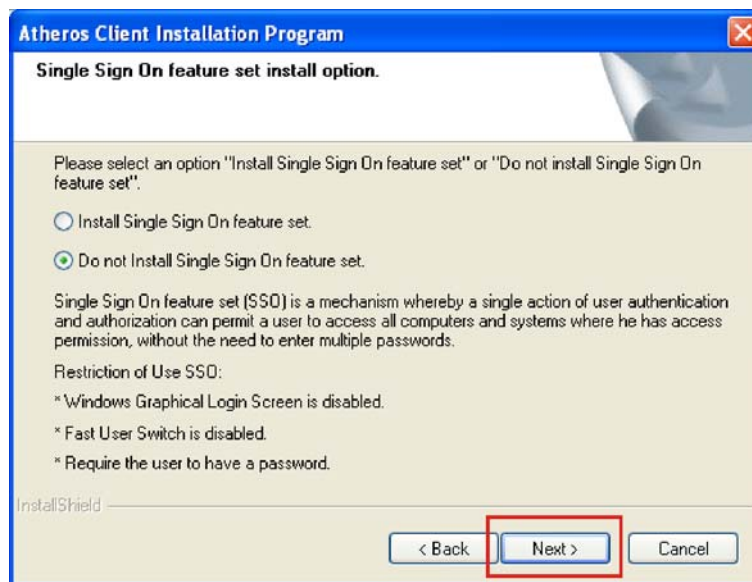 Atheros Client Installation Program
Single Sign On feature set install option.
Please select an option "Install Single Sign On feature set" or "Do not install Single Sign On
feature set".
Install Single Sign On feature set.
Do not Install Single Sign On feature set.
Single Sign On feature set (SSO) is a mechanism whereby a single action of user authentication
and authorization can permit a user to access all computers and systems where he has access
permission, without the need to enter multiple passwords.
Restriction of Use SSO:
* Windows Graphical Login Screen is disabled.
* Fast User Switch is disabled.
* Require the user to have a password.
InstallShield
< Back Next > Cancel